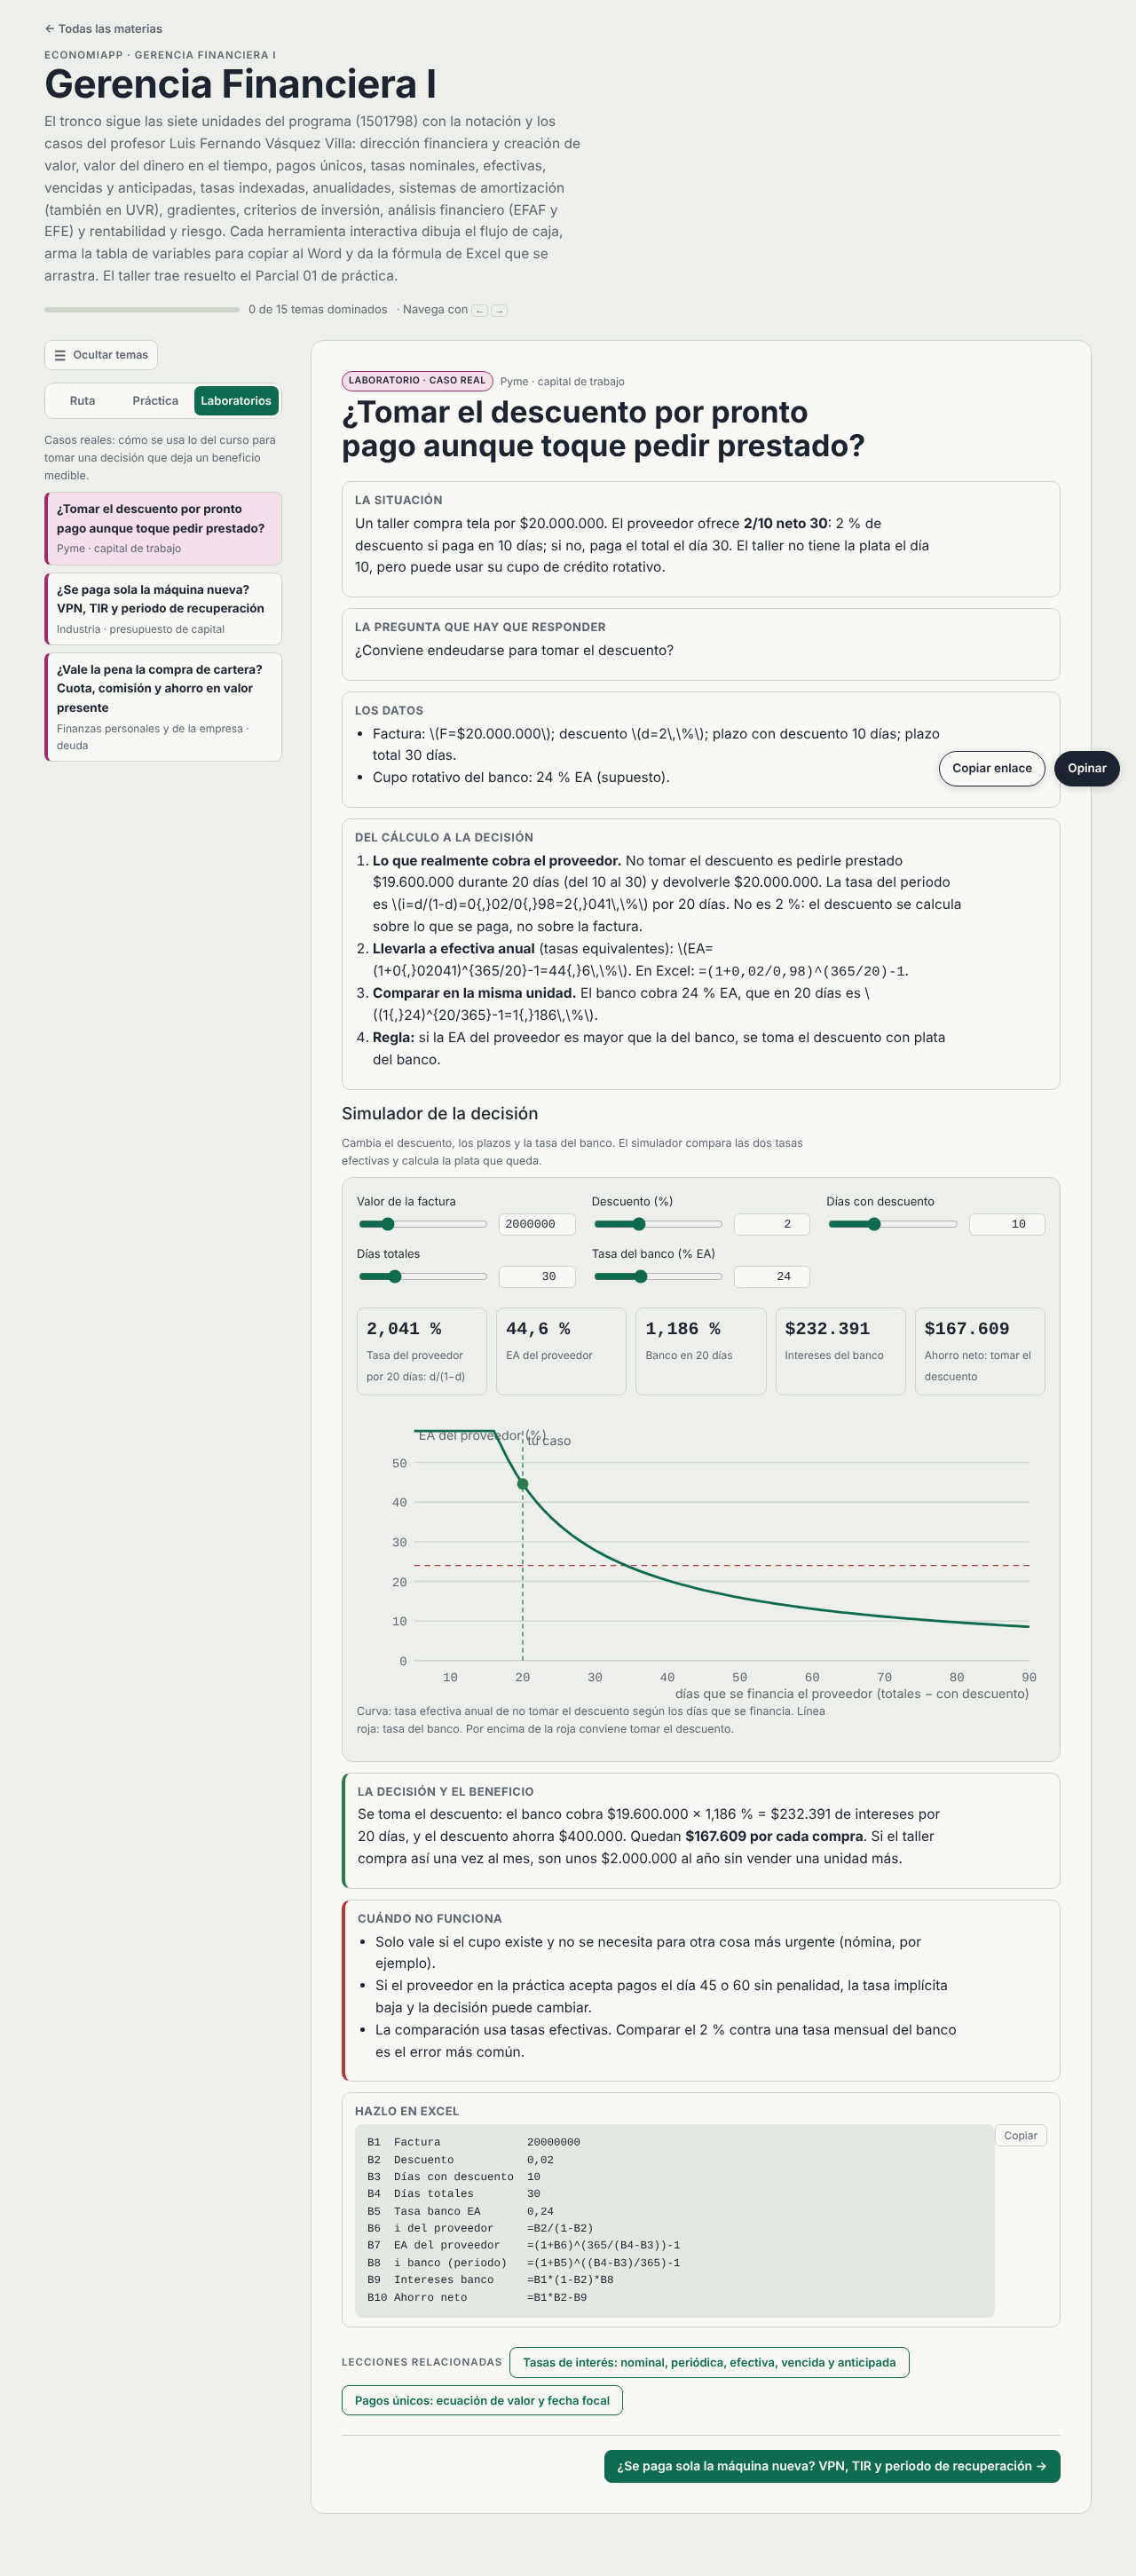 ← Todas las materias
ECONOMIAPP · GERENCIA FINANCIERA I
Gerencia Financiera I
El tronco sigue las siete unidades del programa (1501798) con la notación y los
casos del profesor Luis Fernando Vásquez Villa: dirección financiera y creación de
valor, valor del dinero en el tiempo, pagos únicos, tasas nominales, efectivas,
vencidas y anticipadas, tasas indexadas, anualidades, sistemas de amortización
(también en UVR), gradientes, criterios de inversión, análisis financiero (EFAF y
EFE) y rentabilidad y riesgo. Cada herramienta interactiva dibuja el flujo de caja,
arma la tabla de variables para copiar al Word y da la fórmula de Excel que se
arrastra. El taller trae resuelto el Parcial 01 de práctica.
0 de 15 temas dominados · Navega con ← →
☰ Ocultar temas
Ruta Práctica Laboratorios
Casos reales: cómo se usa lo del curso para
tomar una decisión que deja un beneficio
medible.
¿Tomar el descuento por pronto
pago aunque toque pedir prestado?
Pyme · capital de trabajo
¿Se paga sola la máquina nueva?
VPN, TIR y periodo de recuperación
Industria · presupuesto de capital
¿Vale la pena la compra de cartera?
Cuota, comisión y ahorro en valor
presente
Finanzas personales y de la empresa ·
deuda
LABORATORIO · CASO REAL Pyme · capital de trabajo
¿Tomar el descuento por pronto
pago aunque toque pedir prestado?
LA SITUACIÓN
Un taller compra tela por $20.000.000. El proveedor ofrece 2/10 neto 30: 2 % de
descuento si paga en 10 días; si no, paga el total el día 30. El taller no tiene la plata el día
10, pero puede usar su cupo de crédito rotativo.
LA PREGUNTA QUE HAY QUE RESPONDER
¿Conviene endeudarse para tomar el descuento?
LOS DATOS
• Factura: \(F=$20.000.000\); descuento \(d=2\,\%\); plazo con descuento 10 días; plazo
total 30 días.
• Cupo rotativo del banco: 24 % EA (supuesto).
Copiar enlace Opinar
DEL CÁLCULO A LA DECISIÓN
1. Lo que realmente cobra el proveedor. No tomar el descuento es pedirle prestado
$19.600.000 durante 20 días (del 10 al 30) y devolverle $20.000.000. La tasa del periodo
es \(i=d/(1-d)=0{,}02/0{,}98=2{,}041\,\%\) por 20 días. No es 2 %: el descuento se calcula
sobre lo que se paga, no sobre la factura.
2. Llevarla a efectiva anual (tasas equivalentes): \(EA=
(1+0{,}02041)^{365/20}-1=44{,}6\,\%\). En Excel: =(1+0,02/0,98)^(365/20)-1.
3. Comparar en la misma unidad. El banco cobra 24 % EA, que en 20 días es \
((1{,}24)^{20/365}-1=1{,}186\,\%\).
4. Regla: si la EA del proveedor es mayor que la del banco, se toma el descuento con plata
del banco.
Simulador de la decisión
Cambia el descuento, los plazos y la tasa del banco. El simulador compara las dos tasas
efectivas y calcula la plata que queda.
Valor de la factura Descuento (%) Días con descuento
2000000 2 10
Días totales Tasa del banco (% EA)
30 24
2,041 % 44,6 % 1,186 % $232.391 $167.609
Tasa del proveedor EA del proveedor Banco en 20 días Intereses del banco Ahorro neto: tomar el
por 20 días: d/(1−d) descuento
EA del proveedor (%)
tu caso
50
40
30
20
10
0
10 20 30 40 50 60 70 80 90
días que se financia el proveedor (totales − con descuento)
Curva: tasa efectiva anual de no tomar el descuento según los días que se financia. Línea
roja: tasa del banco. Por encima de la roja conviene tomar el descuento.
LA DECISIÓN Y EL BENEFICIO
Se toma el descuento: el banco cobra $19.600.000 × 1,186 % = $232.391 de intereses por
20 días, y el descuento ahorra $400.000. Quedan $167.609 por cada compra. Si el taller
compra así una vez al mes, son unos $2.000.000 al año sin vender una unidad más.
CUÁNDO NO FUNCIONA
• Solo vale si el cupo existe y no se necesita para otra cosa más urgente (nómina, por
ejemplo).
• Si el proveedor en la práctica acepta pagos el día 45 o 60 sin penalidad, la tasa implícita
baja y la decisión puede cambiar.
• La comparación usa tasas efectivas. Comparar el 2 % contra una tasa mensual del banco
es el error más común.
HAZLO EN EXCEL
Copiar
B1 Factura 20000000
B2 Descuento 0,02
B3 Días con descuento 10
B4 Días totales 30
B5 Tasa banco EA 0,24
B6 i del proveedor =B2/(1-B2)
B7 EA del proveedor =(1+B6)^(365/(B4-B3))-1
B8 i banco (periodo) =(1+B5)^((B4-B3)/365)-1
B9 Intereses banco =B1*(1-B2)*B8
B10 Ahorro neto =B1*B2-B9
LECCIONES RELACIONADAS Tasas de interés: nominal, periódica, efectiva, vencida y anticipada
Pagos únicos: ecuación de valor y fecha focal
¿Se paga sola la máquina nueva? VPN, TIR y periodo de recuperación →